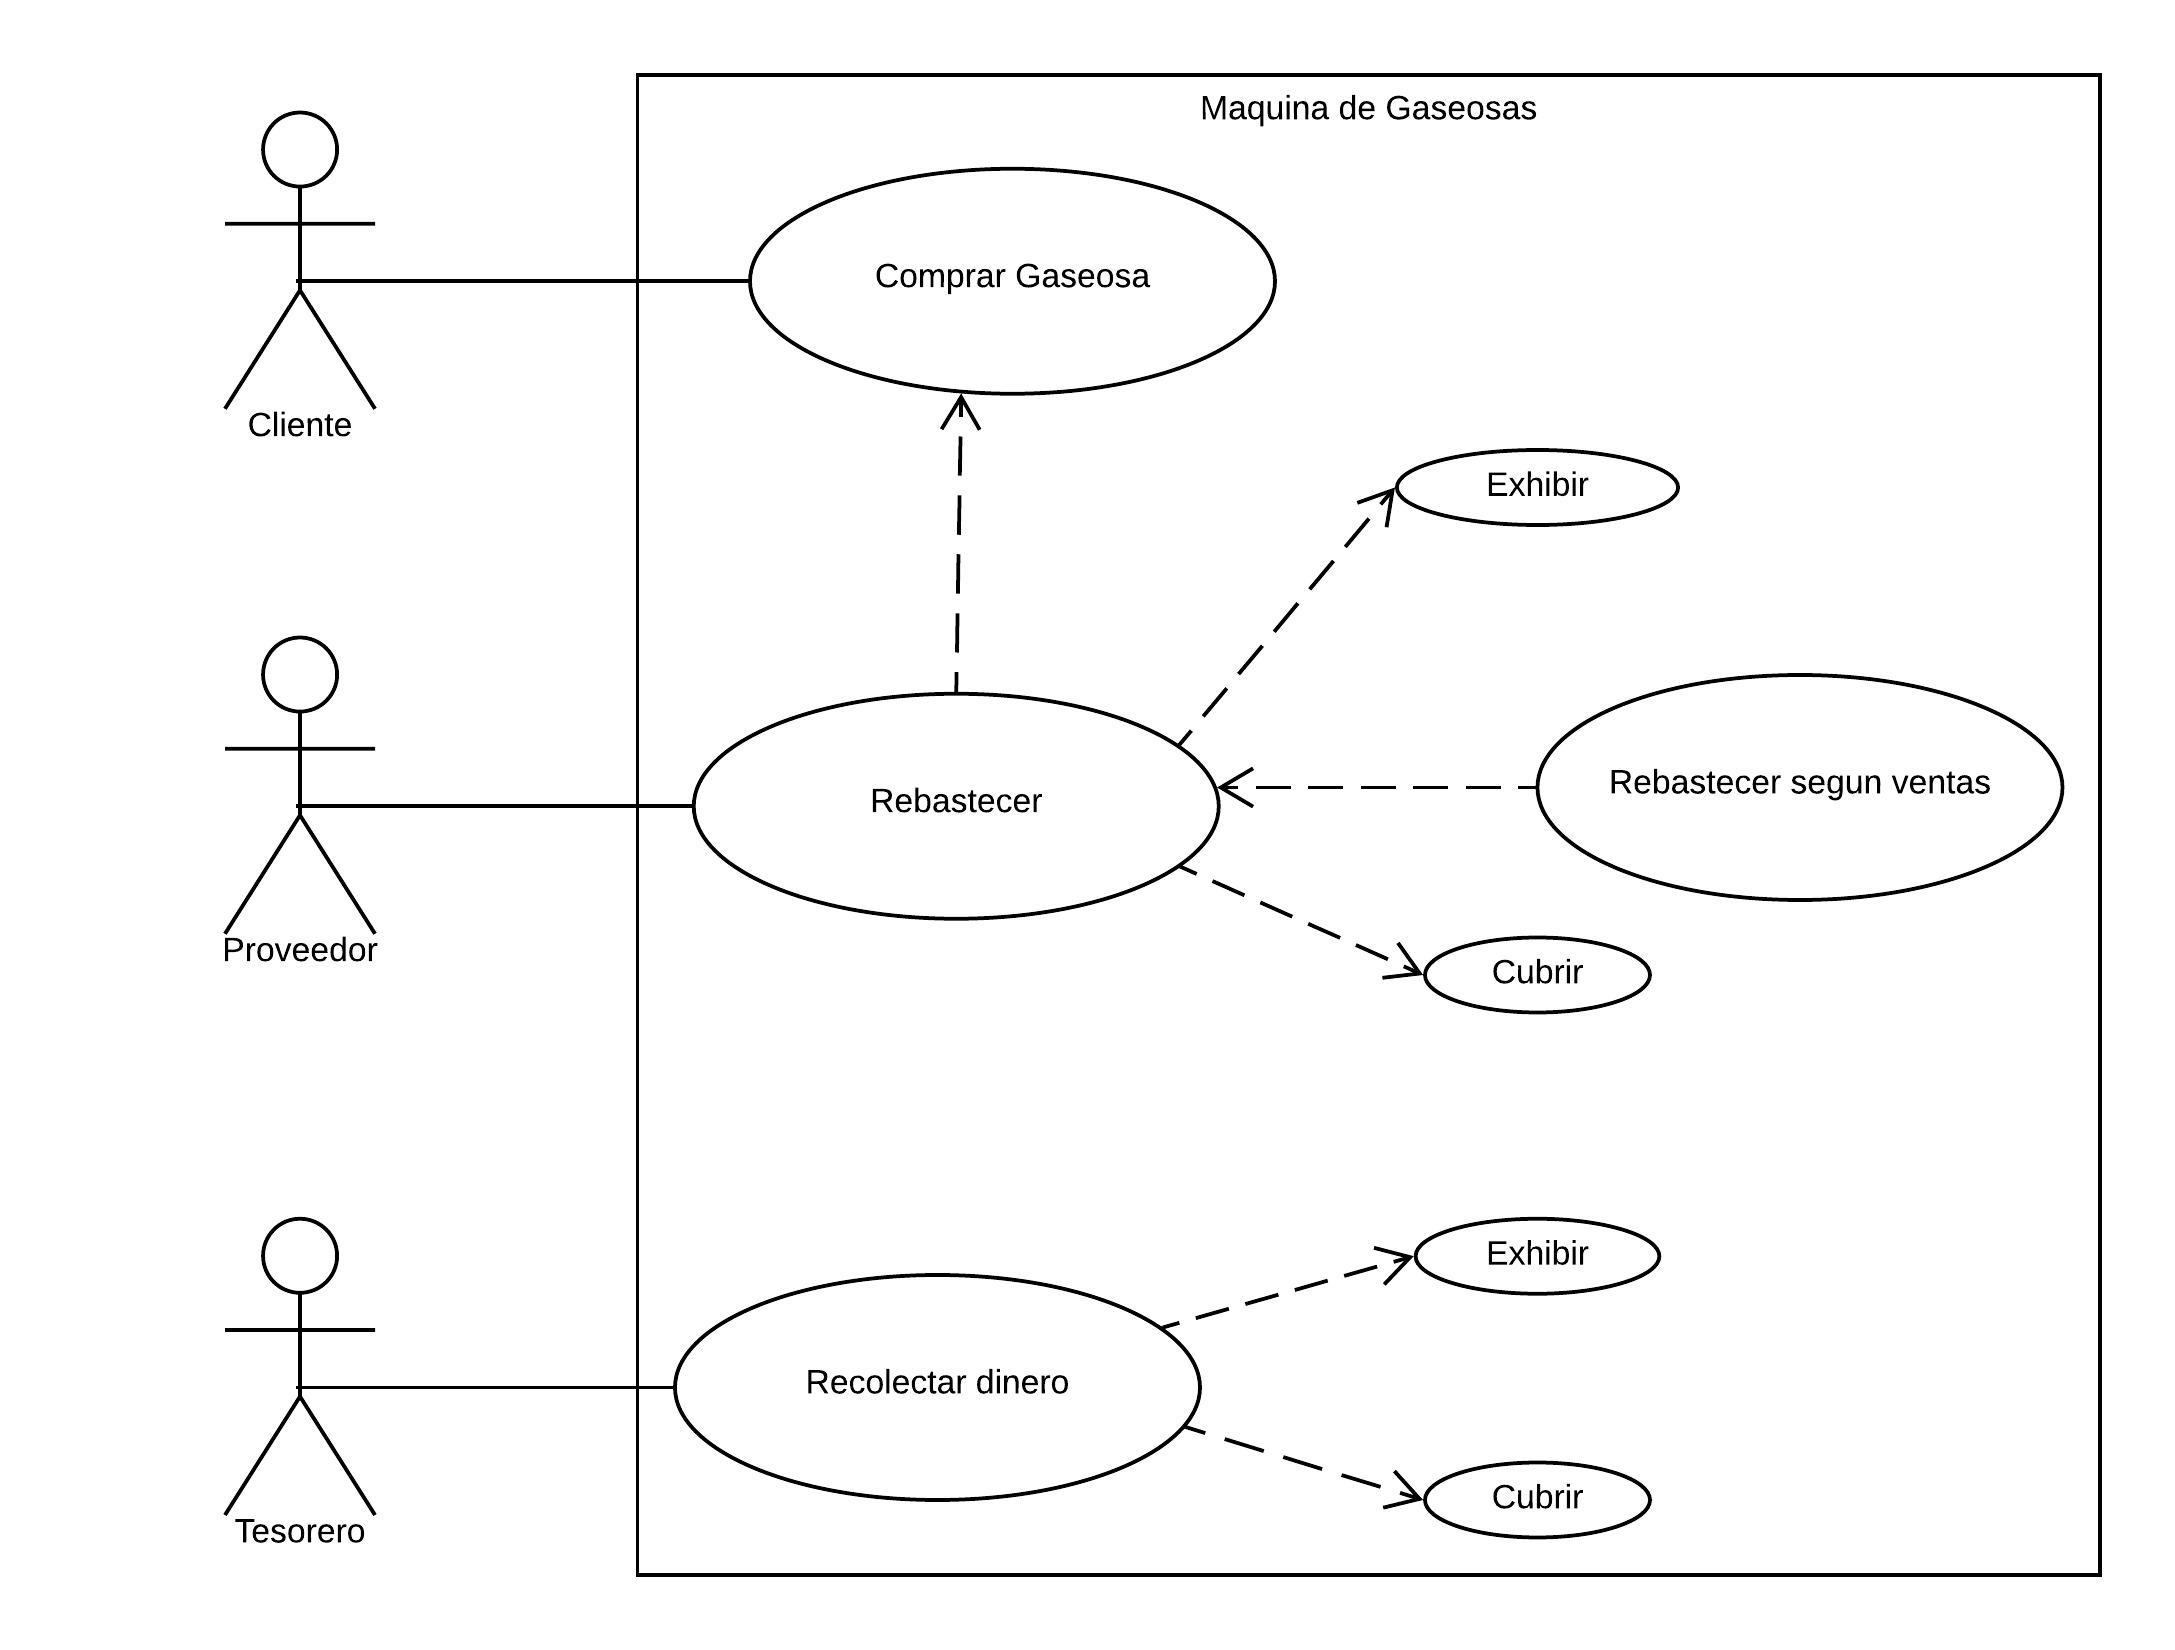 Maquina de Gaseosas
Comprar Gaseosa
Cliente
Exhibir
Rebastecer
Rebastecer segun ventas
Proveedor
Cubrir
Exhibir
Recolectar dinero
Cubrir
Tesorero